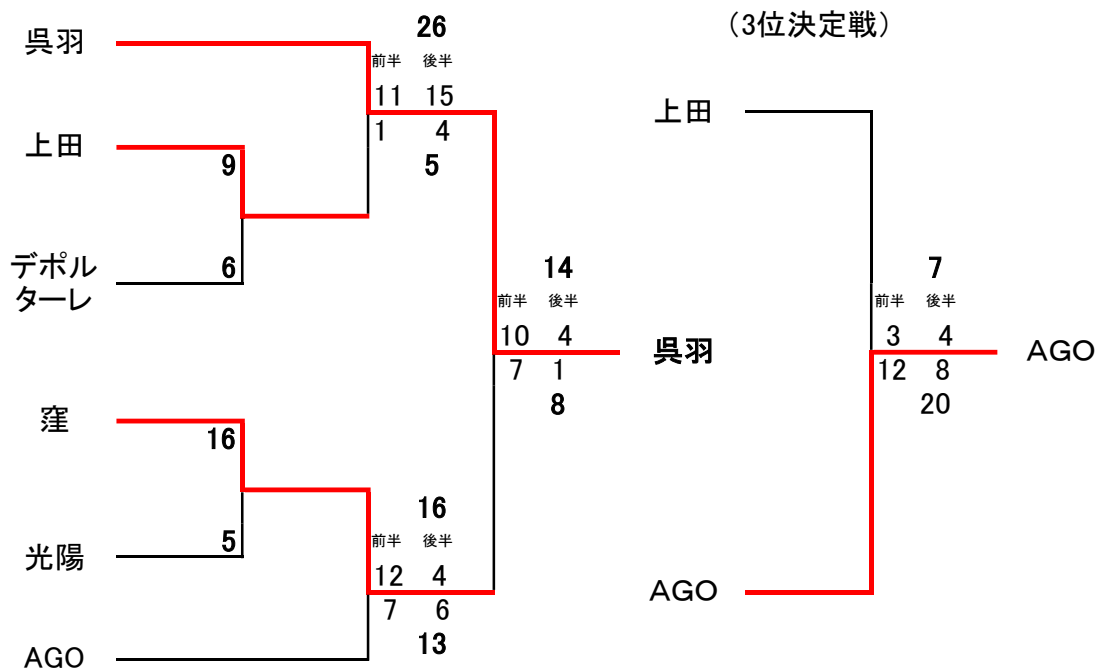 26
(3位決定戦)
呉羽
前半 後半
11 15
上田
上田
1 4
9
5
デポル
ターレ
6
14
7
前半 後半
前半 後半
10 4
呉羽
3 4
AGO
7 1
12 8
8
20
窪
16
16
光陽
5
前半 後半
12 4
AGO
7 6
13
AGO